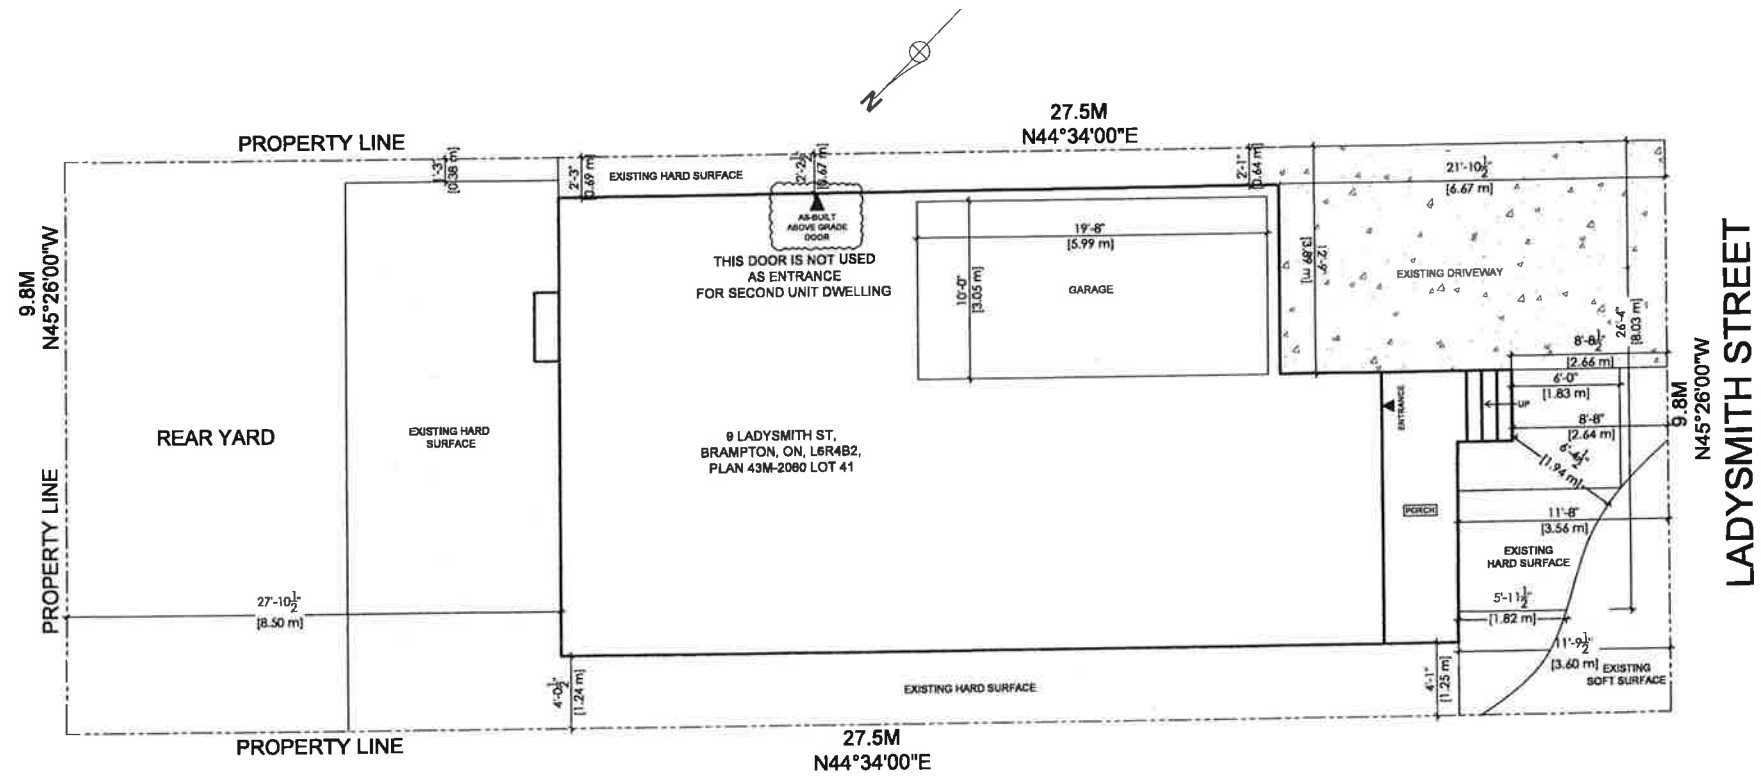 N
27.5M
N44°34'00"E
PROPERTY LINE
1'-3"
[0.38 m]
2'-3"
[0.69 m]
EXISTING HARD SURFACE
2'-2½"
[0.67 m]
2'-1"
[0.64 m]
21'-10½"
[6.67 m]
AS-BUILT
ABOVE GRADE
DOOR
THIS DOOR IS NOT USED
AS ENTRANCE
FOR SECOND UNIT DWELLING
19'-8"
[5.99 m]
10'-0"
[3.05 m]
GARAGE
12'-9"
[3.89 m]
EXISTING DRIVEWAY
26'-4"
[8.03 m]
9.8M
N45°26'00"W
8'-8½"
[2.66 m]
6'-0"
[1.83 m]
UP
ENTRANCE
8'-8"
[2.64 m]
6'-4½"
[1.94 m]
9.8M
N45°26'00"W
LADYSMITH STREET
REAR YARD
EXISTING HARD
SURFACE
9 LADYSMITH ST,
BRAMPTON, ON, L6R4B2,
PLAN 43M-2060 LOT 41
PORCH
11'-8"
[3.56 m]
EXISTING
HARD SURFACE
PROPERTY LINE
27'-10½"
[8.50 m]
5'-11½"
[1.82 m]
11'-9½"
[3.60 m]
EXISTING
SOFT SURFACE
4'-0½"
[1.24 m]
EXISTING HARD SURFACE
4'-1"
[1.25 m]
PROPERTY LINE
27.5M
N44°34'00"E